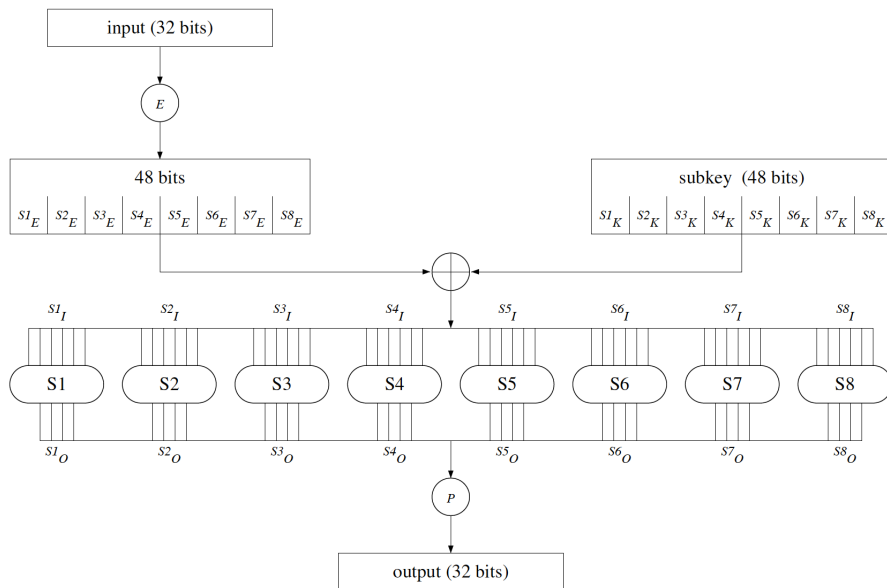 input (32 bits)
E
48 bits
subkey (48 bits)
S1E S2E S3E S4E S5E S6E S7E S8E
S1K S2K S3K S4K S5K S6K S7K S8K
S1I S2I S3I S4I S5I S6I S7I S8I
S1 S2 S3 S4 S5 S6 S7 S8
S1O S2O S3O S4O S5O S6O S7O S8O
P
output (32 bits)